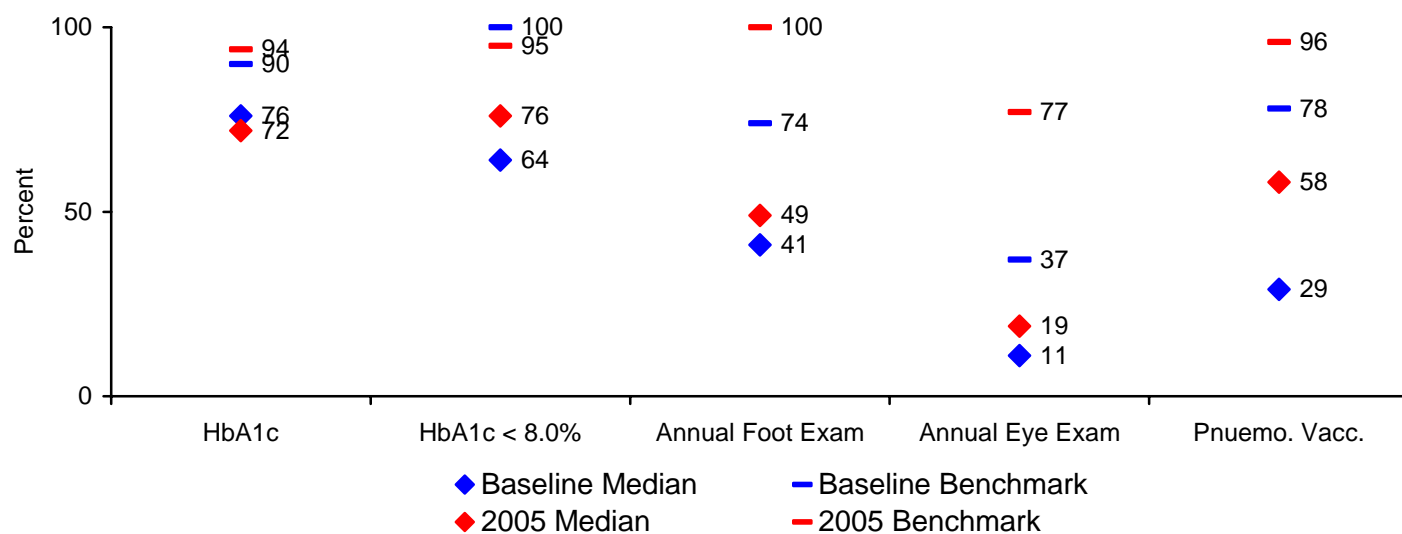 100
50
0
Percent
94
90
76
72
100
95
76
64
100
74
49
41
77
37
19
11
96
78
58
29
HbA1c
HbA1c < 8.0%
Annual Foot Exam
Annual Eye Exam
Pnuemo. Vacc.
Baseline Median
Baseline Benchmark
2005 Median
2005 Benchmark